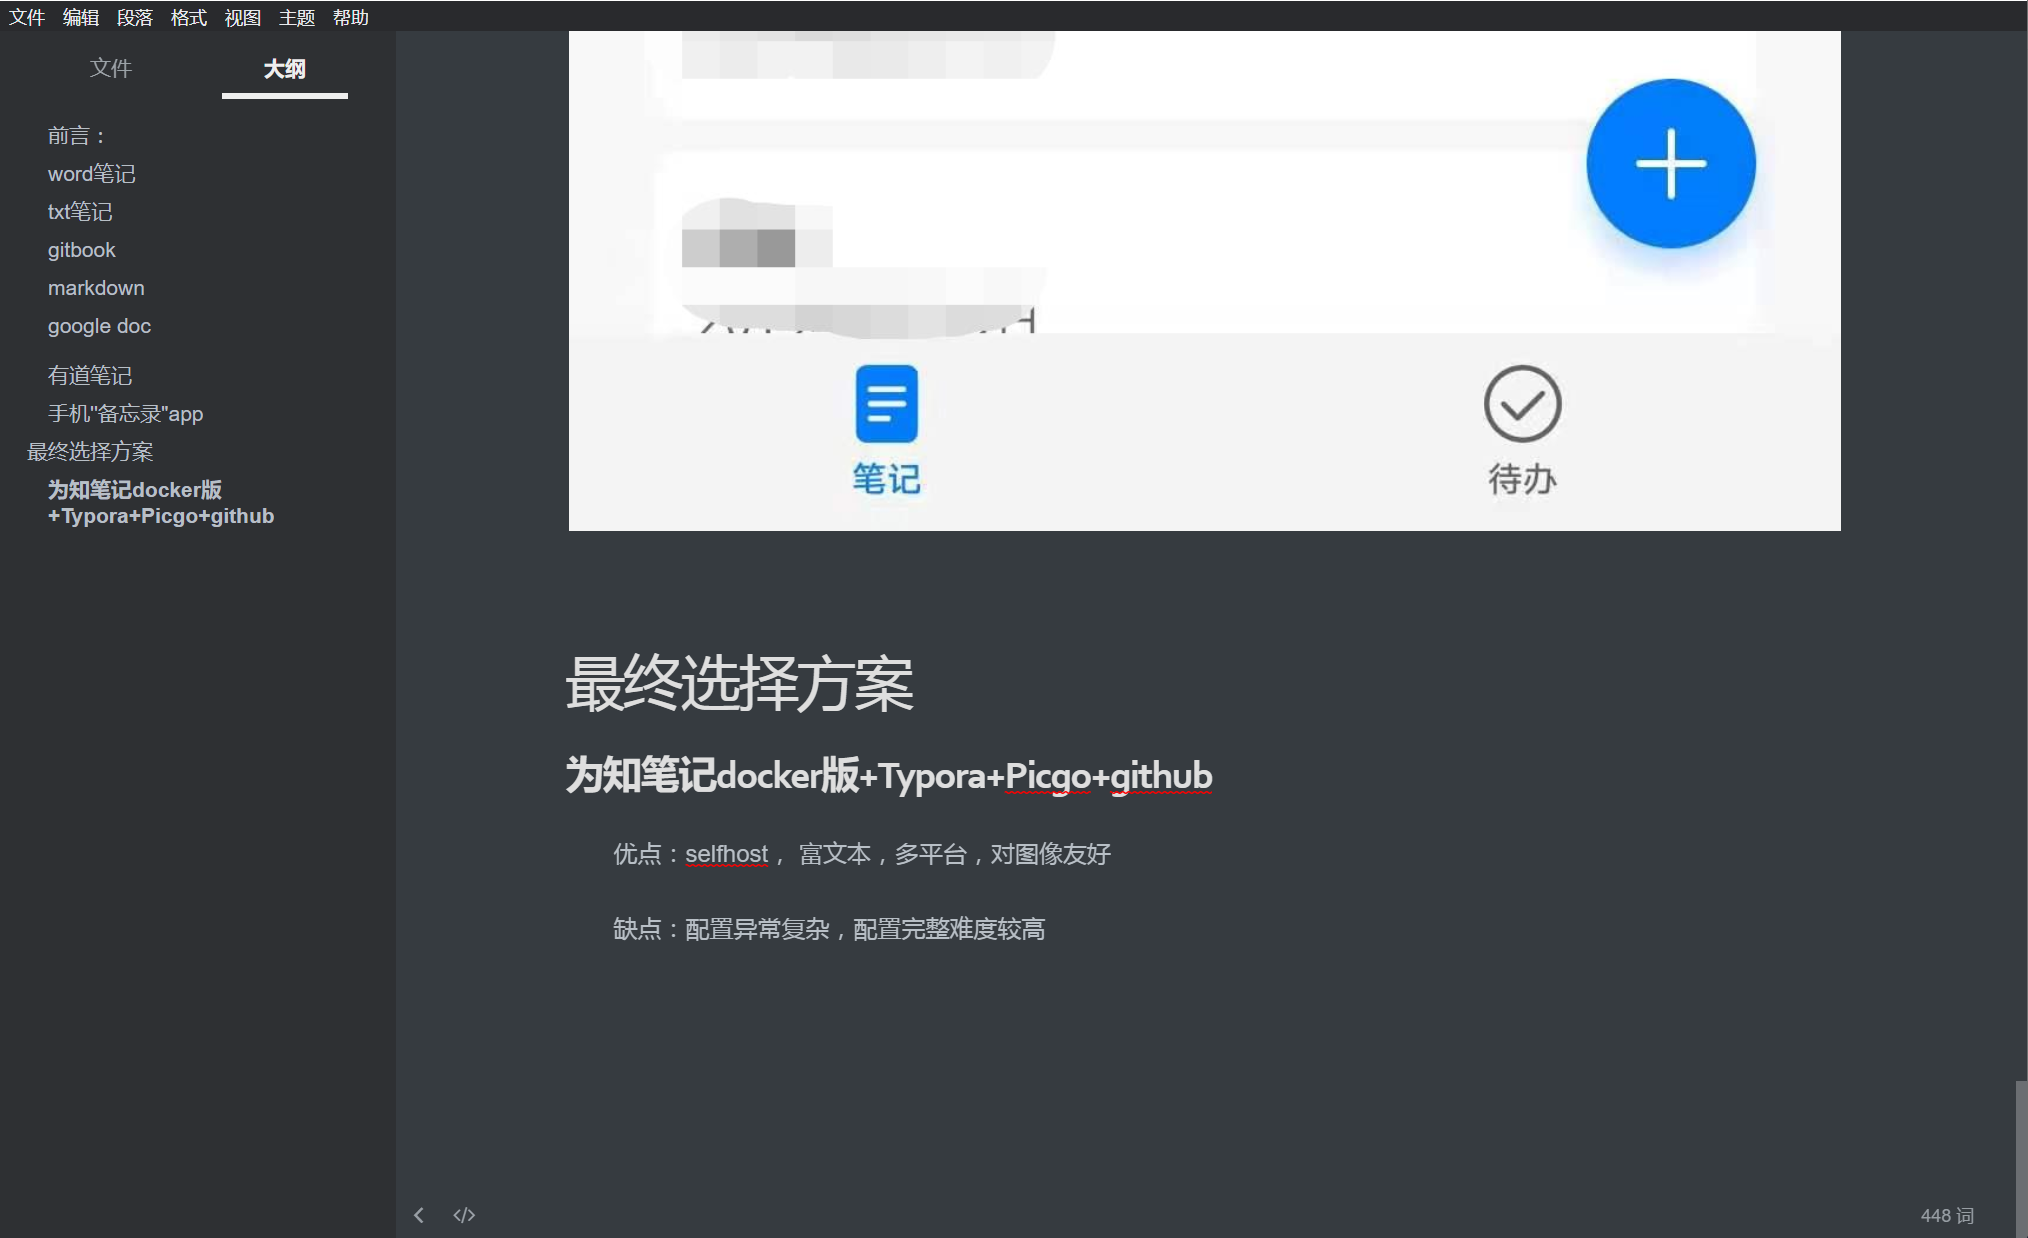 文件 编辑 段落 格式 视图 主题 帮助
文件 大纲
前言：
word笔记
txt笔记
gitbook
markdown
google doc
有道笔记
手机"备忘录"app
最终选择方案
为知笔记docker版
+Typora+Picgo+github
笔记 待办
最终选择方案
为知笔记docker版+Typora+Picgo+github
优点：selfhost， 富文本，多平台，对图像友好
缺点：配置异常复杂，配置完整难度较高
448 词